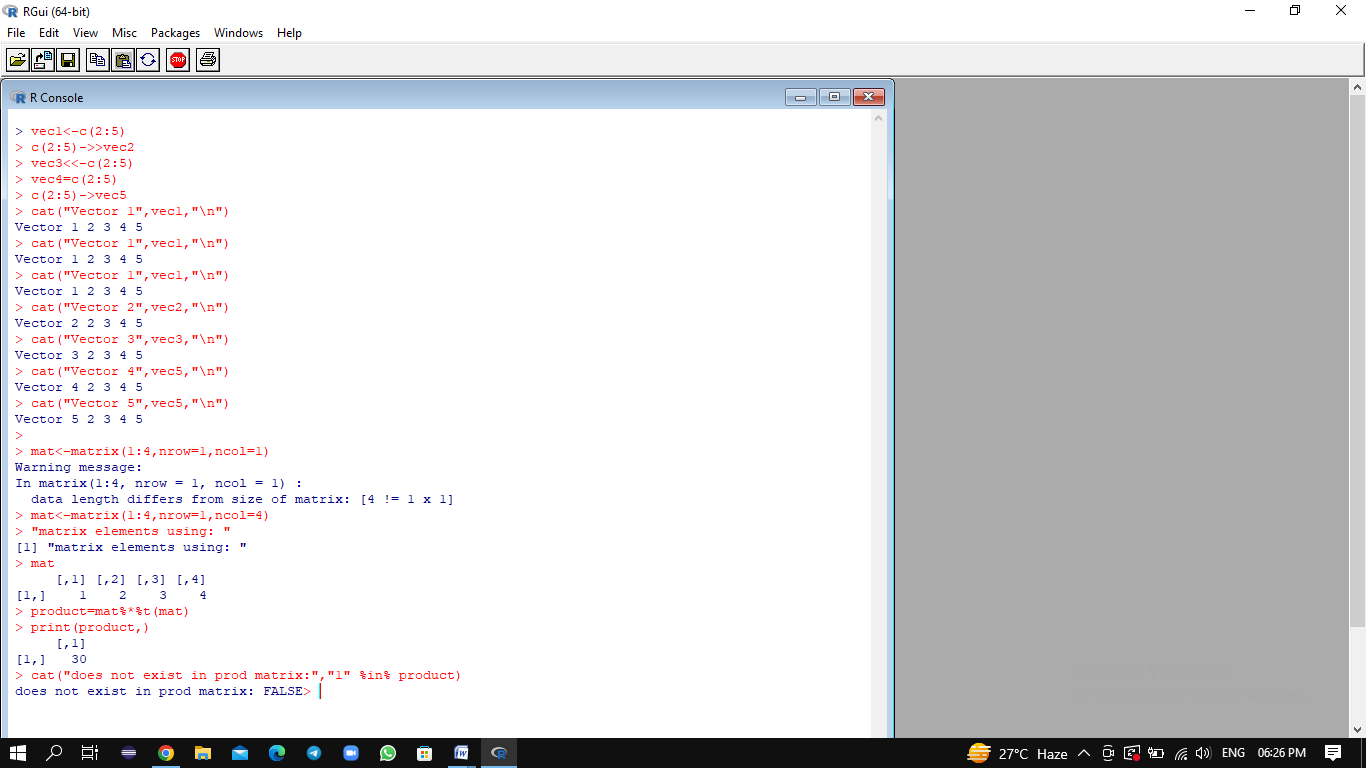 RGui (64-bit)
File Edit View Misc Packages Windows Help
STOP
R Console
> vec1<-c(2:5)
> c(2:5)->>vec2
> vec3<<-c(2:5)
> vec4=c(2:5)
> c(2:5)->vec5
> cat("Vector 1",vec1,"\n")
Vector 1 2 3 4 5
> cat("Vector 1",vec1,"\n")
Vector 1 2 3 4 5
> cat("Vector 1",vec1,"\n")
Vector 1 2 3 4 5
> cat("Vector 2",vec2,"\n")
Vector 2 2 3 4 5
> cat("Vector 3",vec3,"\n")
Vector 3 2 3 4 5
> cat("Vector 4",vec5,"\n")
Vector 4 2 3 4 5
> cat("Vector 5",vec5,"\n")
Vector 5 2 3 4 5
>
> mat<-matrix(1:4,nrow=1,ncol=1)
Warning message:
In matrix(1:4, nrow = 1, ncol = 1) :
  data length differs from size of matrix: [4 != 1 x 1]
> mat<-matrix(1:4,nrow=1,ncol=4)
> "matrix elements using: "
[1] "matrix elements using: "
> mat
     [,1] [,2] [,3] [,4]
[1,]    1    2    3    4
> product=mat%*%t(mat)
> print(product,)
     [,1]
[1,]   30
> cat("does not exist in prod matrix:","1" %in% product)
does not exist in prod matrix: FALSE>
27°C Haze ENG 06:26 PM